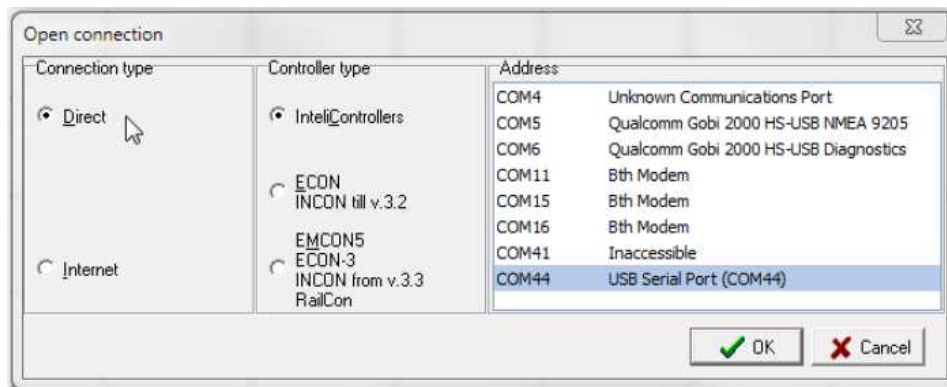 Open connection
Connection type
Direct
Internet
Controller type
InteliControllers
ECON
INCON till v.3.2
EMCON5
ECON-3
INCON from v.3.3
RailCon
Address
COM4 Unknown Communications Port
COM5 Qualcomm Gobi 2000 HS-USB NMEA 9205
COM6 Qualcomm Gobi 2000 HS-USB Diagnostics
COM11 Bth Modem
COM15 Bth Modem
COM16 Bth Modem
COM41 Inaccessible
COM44 USB Serial Port (COM44)
OK
Cancel